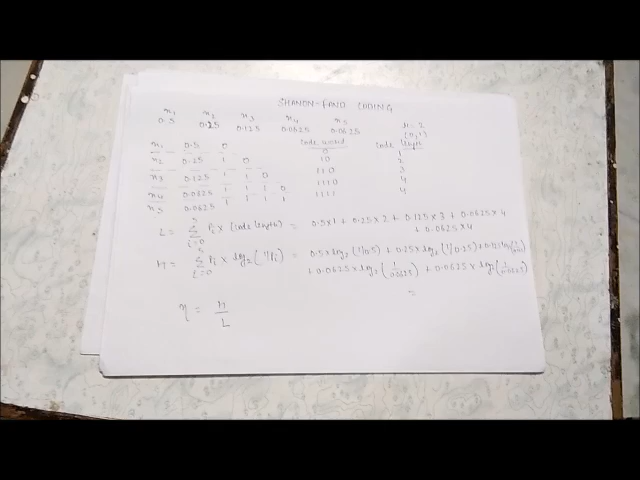 SHANON-FANO CODING
x1 x2 x3 x4 x5
0.5 0.25 0.125 0.0625 0.0625 M = 2
[0,1]
code word code length
x1 0.5 0 0 1
x2 0.25 1 0 10 2
x3 0.125 1 1 0 110 3
x4 0.0625 1 1 1 0 1110 4
x5 0.0625 1 1 1 1 1111 4
L = 5 Σ i=0 Pi × (code length) = 0.5×1 + 0.25×2 + 0.125×3 + 0.0625×4
+ 0.0625×4
H = 5 Σ i=0 Pi × log2 (1/Pi) = 0.5×log2 (1/0.5) + 0.25×log2 (1/0.25) +
+ 0.0625×log2 (1/0.0625) + 0.0625 × log2 (1/0.0625)
=
η = H/L